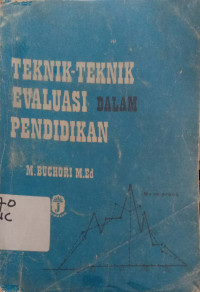 TEKNIK-TEKNIK
EVALUASI DALAM
PENDIDIKAN
M. BUCHORI M.Ed
J